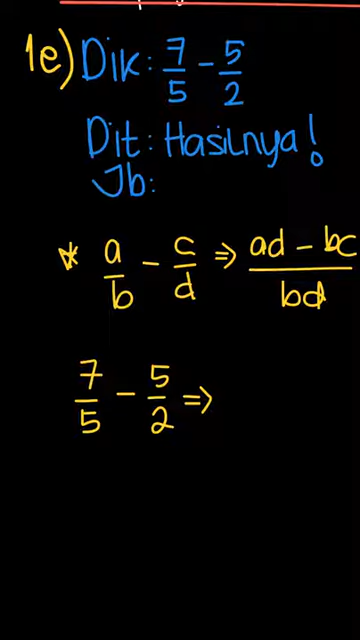 1e) Dik: 7/5 - 5/2
Dit: Hasilnya!
Jb:
* a/b - c/d ⇒ ad - bc/bd
7/5 - 5/2 ⇒